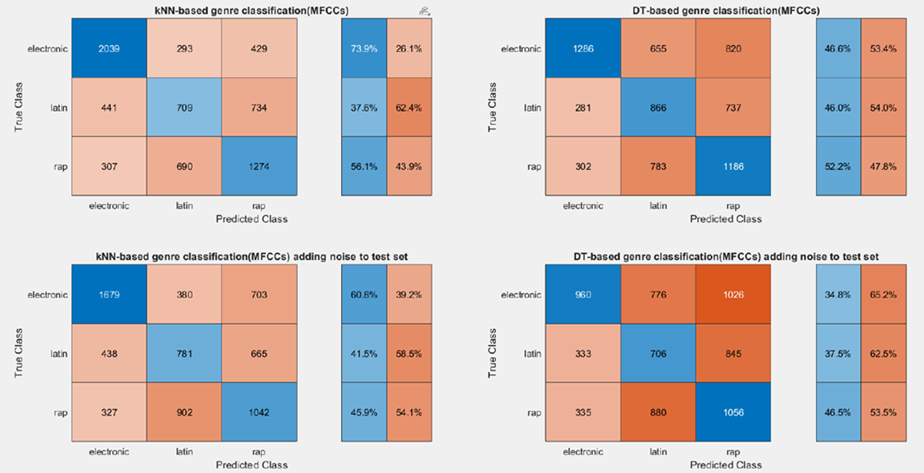 kNN-based genre classification(MFCCs)
True Class
electronic 2039 293 429 73.9% 26.1%
latin 441 709 734 37.6% 62.4%
rap 307 690 1274 56.1% 43.9%
electronic latin rap
Predicted Class
DT-based genre classification(MFCCs)
True Class
electronic 1286 655 820 46.6% 53.4%
latin 281 866 737 46.0% 54.0%
rap 302 783 1186 52.2% 47.8%
electronic latin rap
Predicted Class
kNN-based genre classification(MFCCs) adding noise to test set
True Class
electronic 1679 380 703 60.8% 39.2%
latin 438 781 665 41.5% 58.5%
rap 327 902 1042 45.9% 54.1%
electronic latin rap
Predicted Class
DT-based genre classification(MFCCs) adding noise to test set
True Class
electronic 960 776 1026 34.8% 65.2%
latin 333 706 845 37.5% 62.5%
rap 335 880 1056 46.5% 53.5%
electronic latin rap
Predicted Class